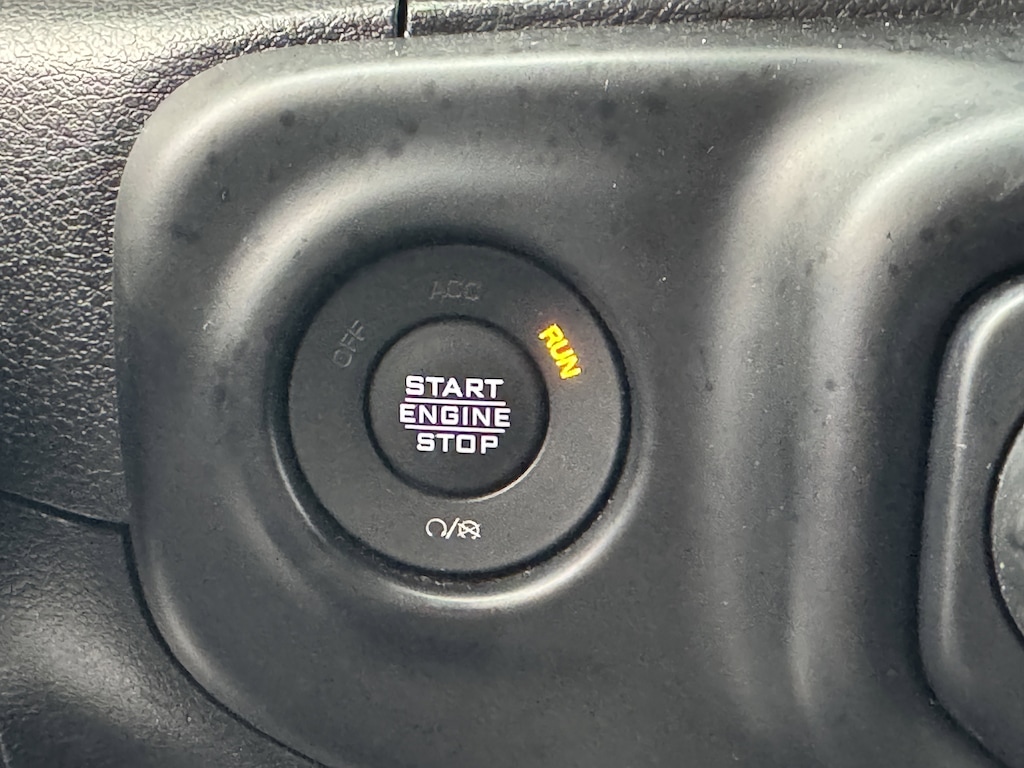 ACC
OFF
RUN
START
ENGINE
STOP